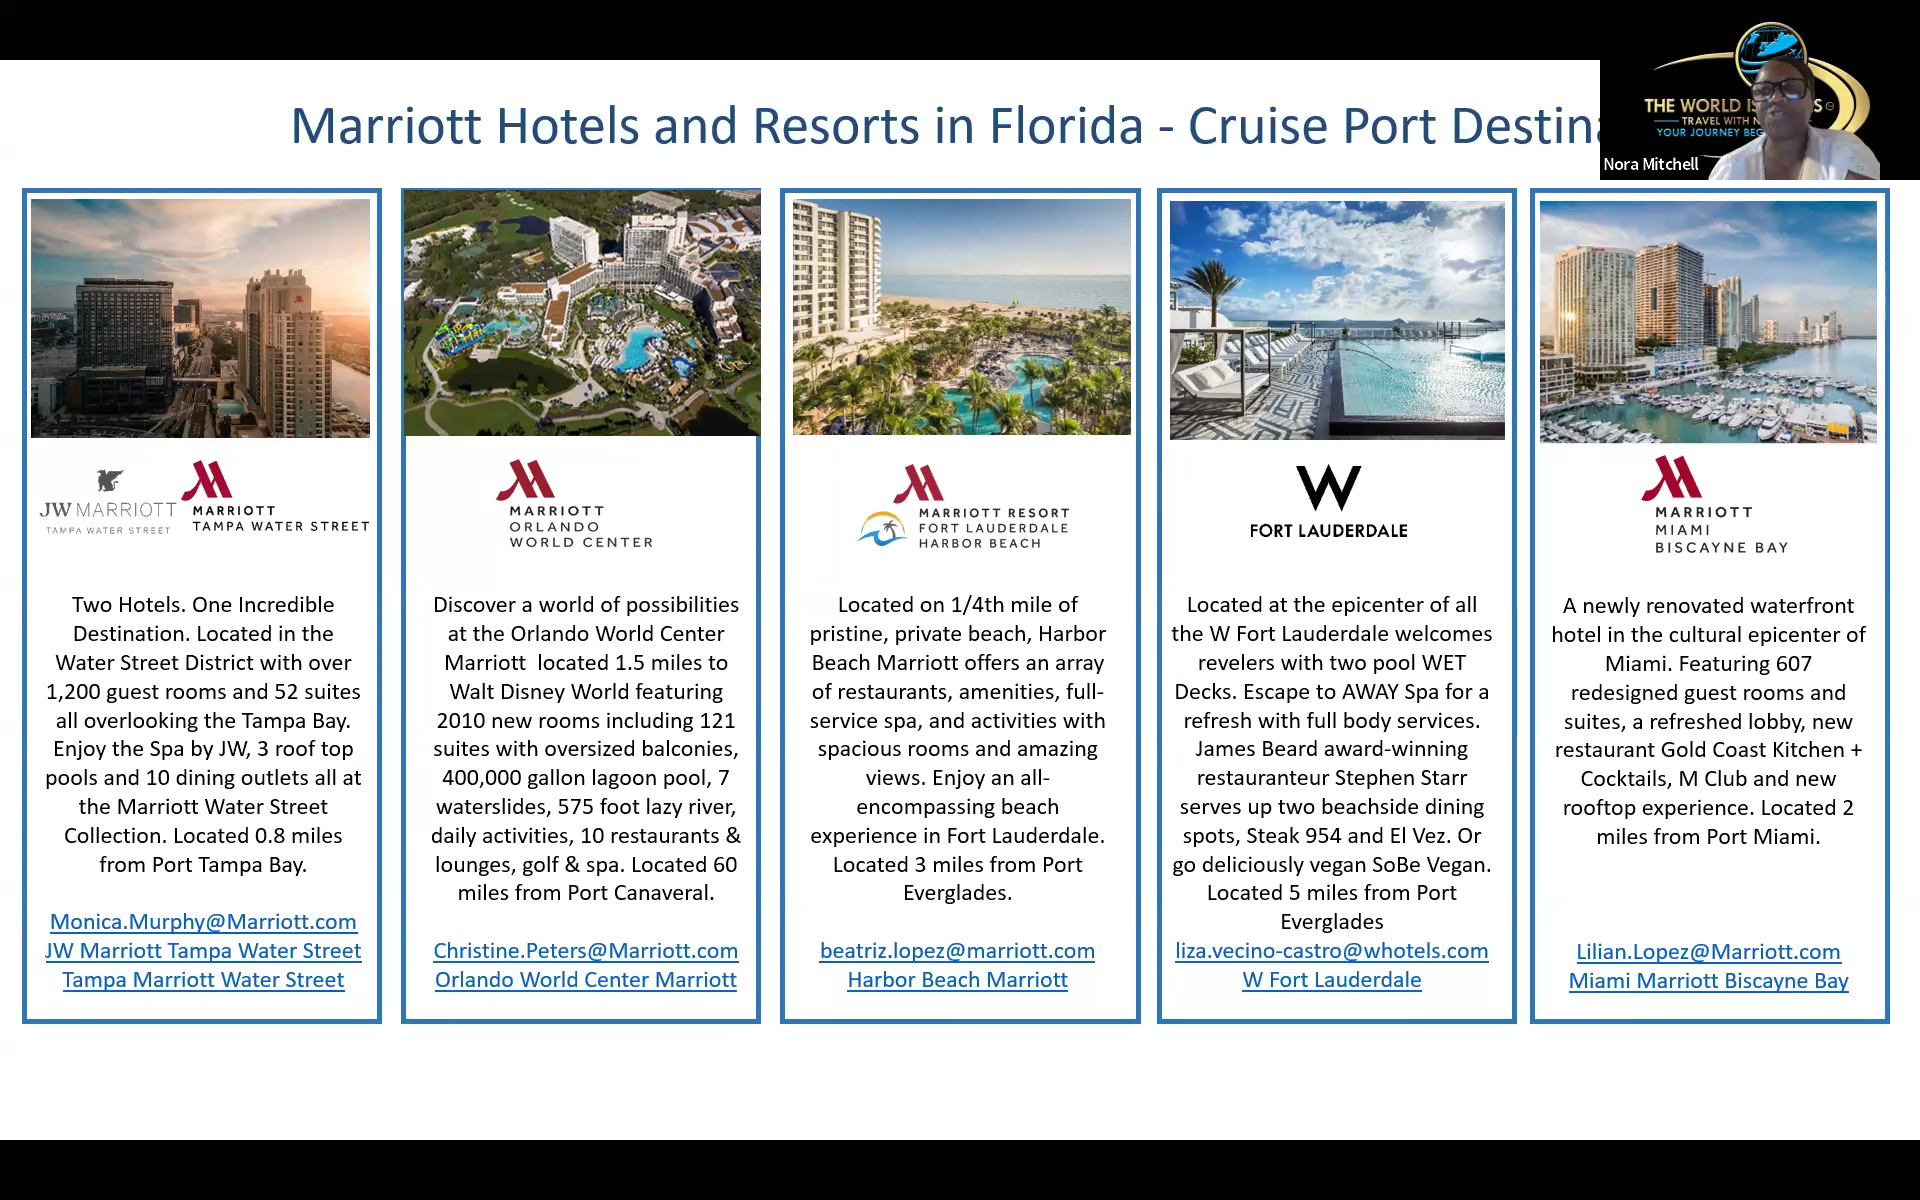 Marriott Hotels and Resorts in Florida - Cruise Port Destina
THE WORLD IS
TRAVEL WITH N
YOUR JOURNEY BEG
Nora Mitchell
JW MARRIOTT
TAMPA WATER STREET
MARRIOTT
TAMPA WATER STREET
Two Hotels. One Incredible
Destination. Located in the
Water Street District with over
1,200 guest rooms and 52 suites
all overlooking the Tampa Bay.
Enjoy the Spa by JW, 3 roof top
pools and 10 dining outlets all at
the Marriott Water Street
Collection. Located 0.8 miles
from Port Tampa Bay.
Monica.Murphy@Marriott.com
JW Marriott Tampa Water Street
Tampa Marriott Water Street
MARRIOTT
ORLANDO
WORLD CENTER
Discover a world of possibilities
at the Orlando World Center
Marriott located 1.5 miles to
Walt Disney World featuring
2010 new rooms including 121
suites with oversized balconies,
400,000 gallon lagoon pool, 7
waterslides, 575 foot lazy river,
daily activities, 10 restaurants &
lounges, golf & spa. Located 60
miles from Port Canaveral.
Christine.Peters@Marriott.com
Orlando World Center Marriott
MARRIOTT RESORT
FORT LAUDERDALE
HARBOR BEACH
Located on 1/4th mile of
pristine, private beach, Harbor
Beach Marriott offers an array
of restaurants, amenities, full-
service spa, and activities with
spacious rooms and amazing
views. Enjoy an all-
encompassing beach
experience in Fort Lauderdale.
Located 3 miles from Port
Everglades.
beatriz.lopez@marriott.com
Harbor Beach Marriott
W
FORT LAUDERDALE
Located at the epicenter of all
the W Fort Lauderdale welcomes
revelers with two pool WET
Decks. Escape to AWAY Spa for a
refresh with full body services.
James Beard award-winning
restauranteur Stephen Starr
serves up two beachside dining
spots, Steak 954 and El Vez. Or
go deliciously vegan SoBe Vegan.
Located 5 miles from Port
Everglades
liza.vecino-castro@whotels.com
W Fort Lauderdale
MARRIOTT
MIAMI
BISCAYNE BAY
A newly renovated waterfront
hotel in the cultural epicenter of
Miami. Featuring 607
redesigned guest rooms and
suites, a refreshed lobby, new
restaurant Gold Coast Kitchen +
Cocktails, M Club and new
rooftop experience. Located 2
miles from Port Miami.
Lilian.Lopez@Marriott.com
Miami Marriott Biscayne Bay